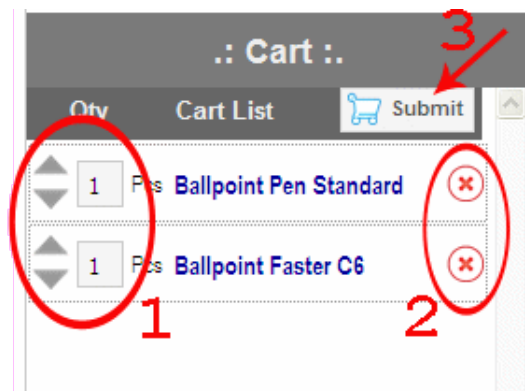 .: Cart :.
3
Qty Cart List Submit
1 Pcs Ballpoint Pen Standard
1 Pcs Ballpoint Faster C6
1 2